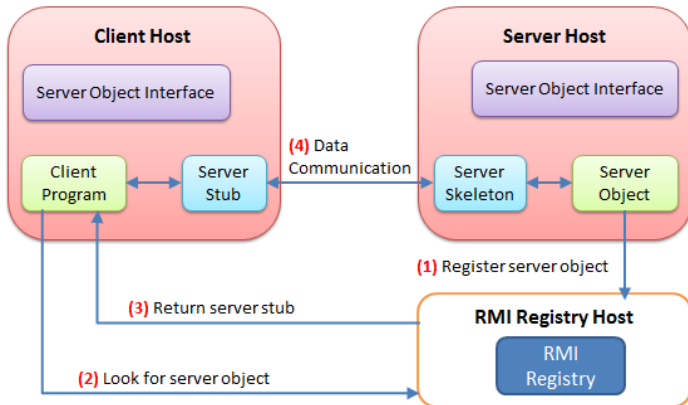 Client Host
Server Object Interface
Client
Program
Server
Stub
(4) Data
Communication
Server Host
Server Object Interface
Server
Skeleton
Server
Object
(1) Register server object
(3) Return server stub
RMI Registry Host
RMI
Registry
(2) Look for server object